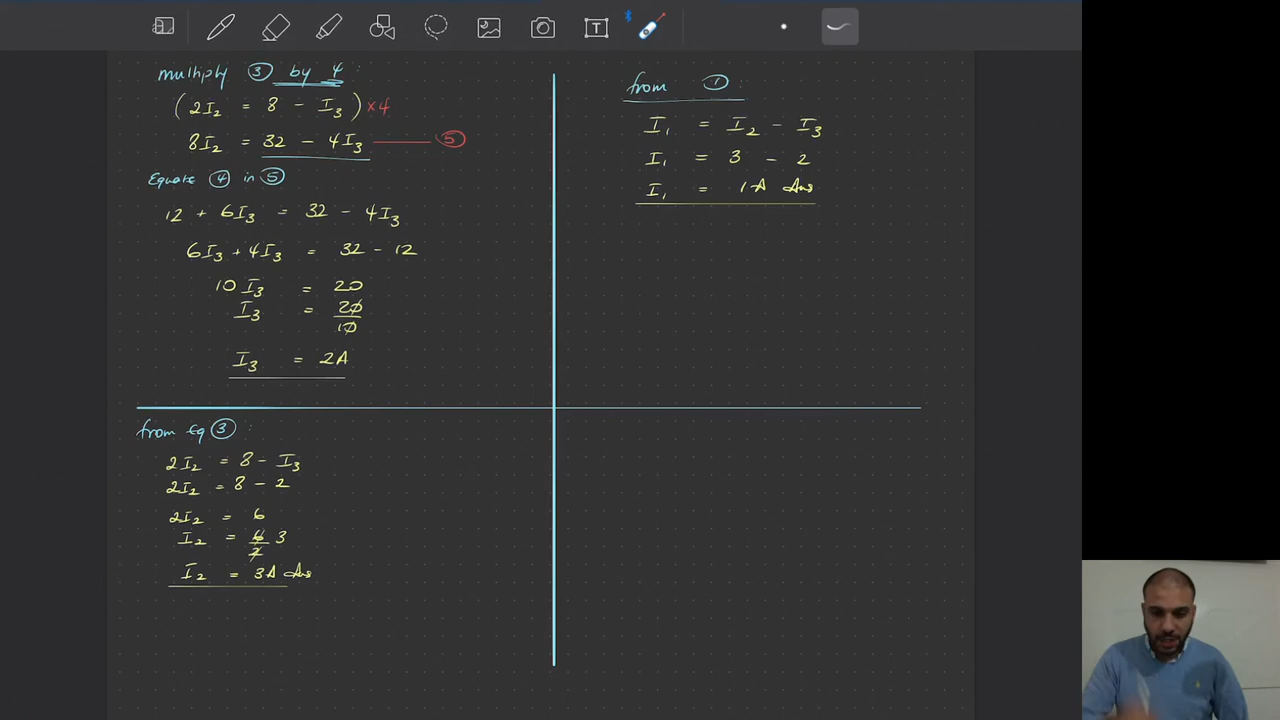 multiply ③ by 4 :
(2I₂ = 8 - I₃) ×4
8I₂ = 32 - 4I₃ ——— ⑤
Equate ④ in ⑤
12 + 6I₃ = 32 - 4I₃
6I₃ + 4I₃ = 32 - 12
10 I₃ = 20
I₃ = 20/10
I₃ = 2A
from Eq ③ :
2I₂ = 8 - I₃
2I₂ = 8 - 2
2I₂ = 6
I₂ = 6/2 3
I₂ = 3A Ans
from ① :
I₁ = I₂ - I₃
I₁ = 3 - 2
I₁ = 1A Ans
T